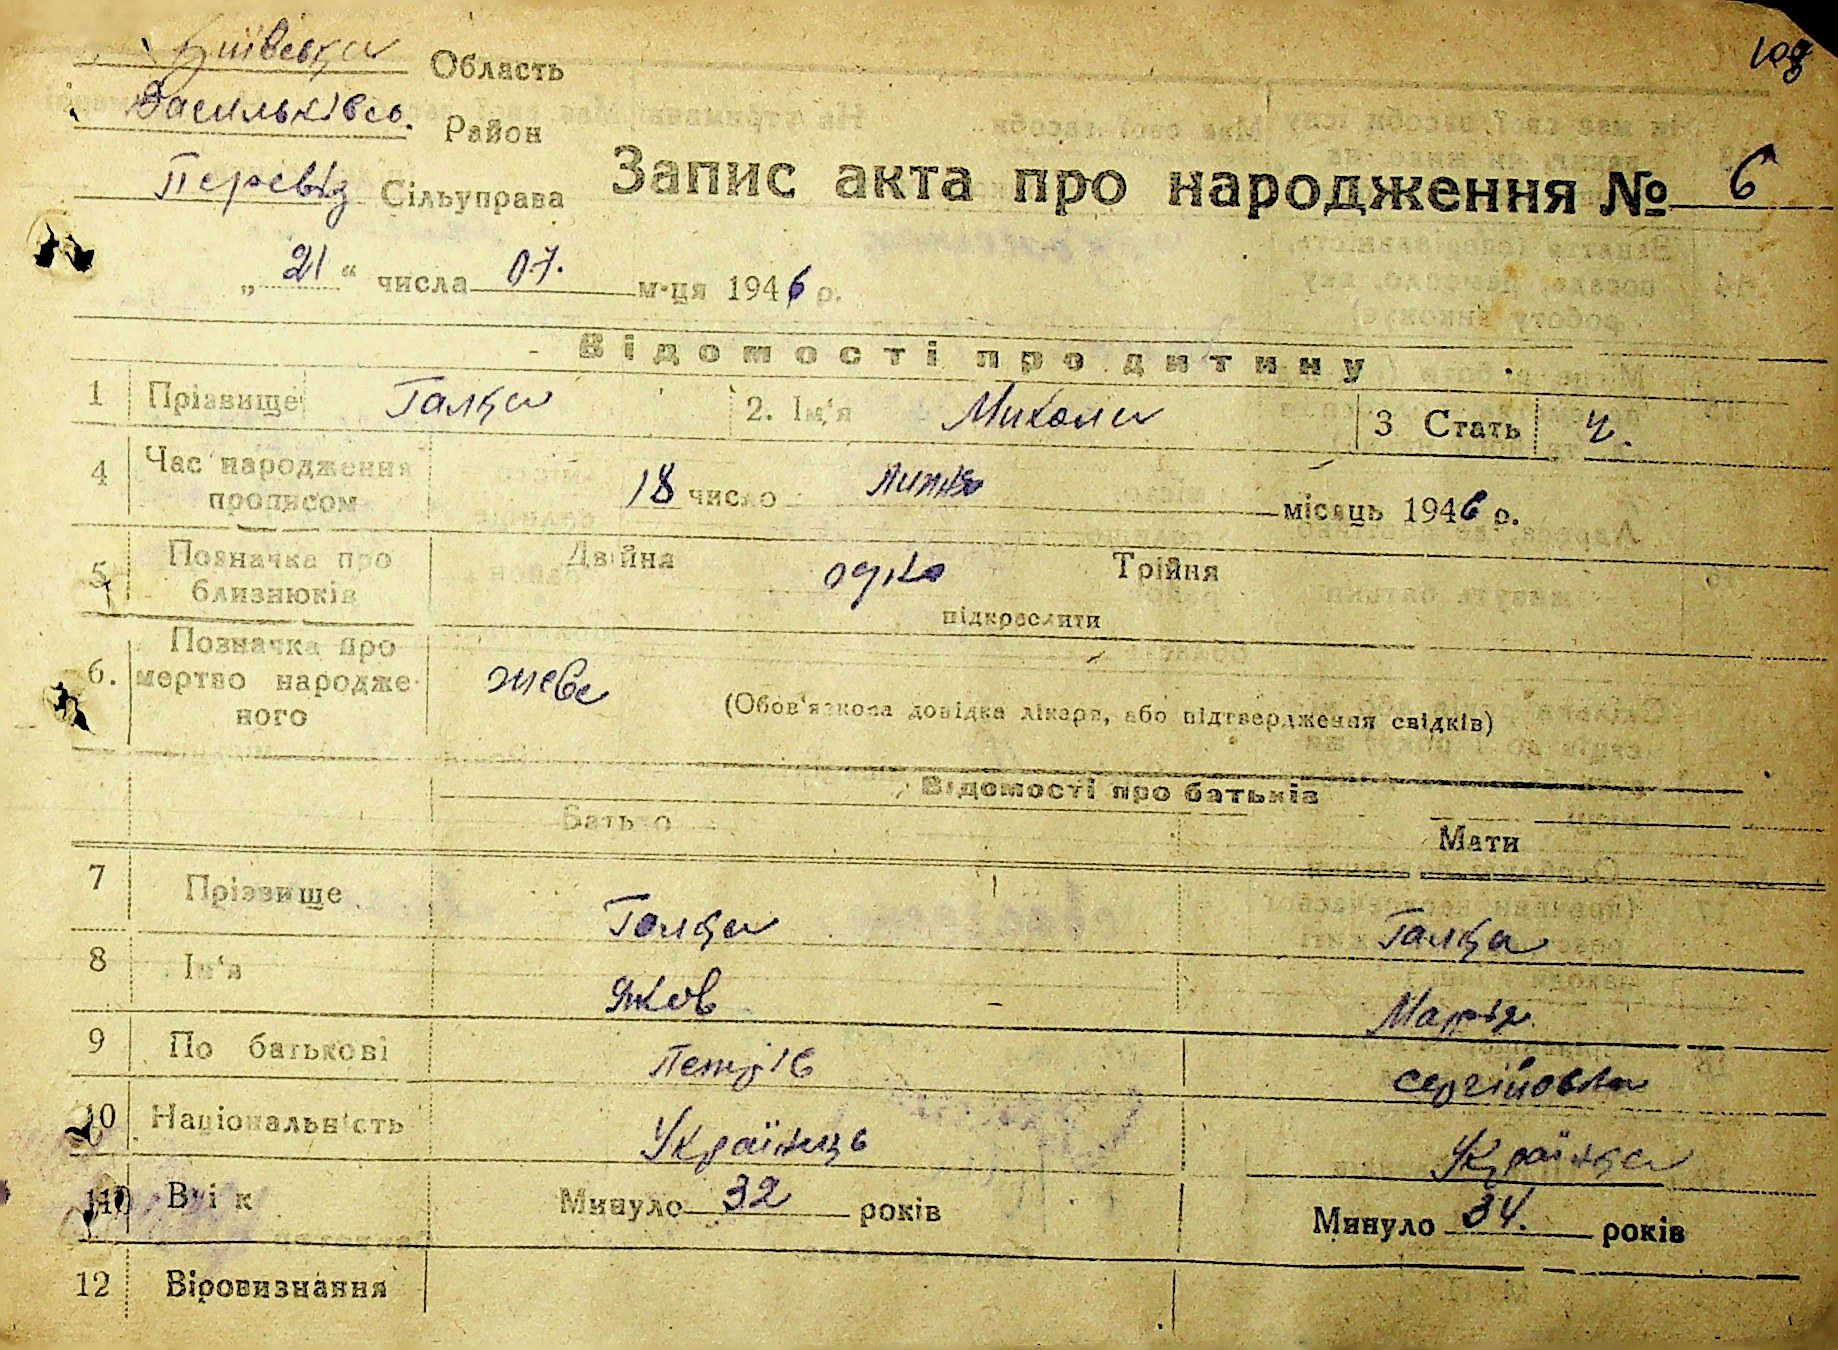 108
Київська Область
Васильківсь. Район
Перевіз Сільуправа
Запис акта про народження № 6
„ 21 “ числа 07. м-ця 1946 р.
Відомості про дитину
1 Прізвище Галка 2. Ім‘я Микола 3 Стать ч.
4 Час народження прописом 18 число липня місяць 1946 р.
5 Позначка про близнюків Двійна одно Трійня
підкреслити
6. Позначка про мертво народженого живе (Обов‘язкова довідка лікаря, або підтвердження свідків)
Відомості про батьків
Батько Мати
7 Прізвище Галка Галка
8 Ім‘я Яков Марія
9 По батькові Петрів Сергійовна
10 Національність Українець Українка
11 Вік Минуло 32 років Минуло 34. років
12 Віровизнання